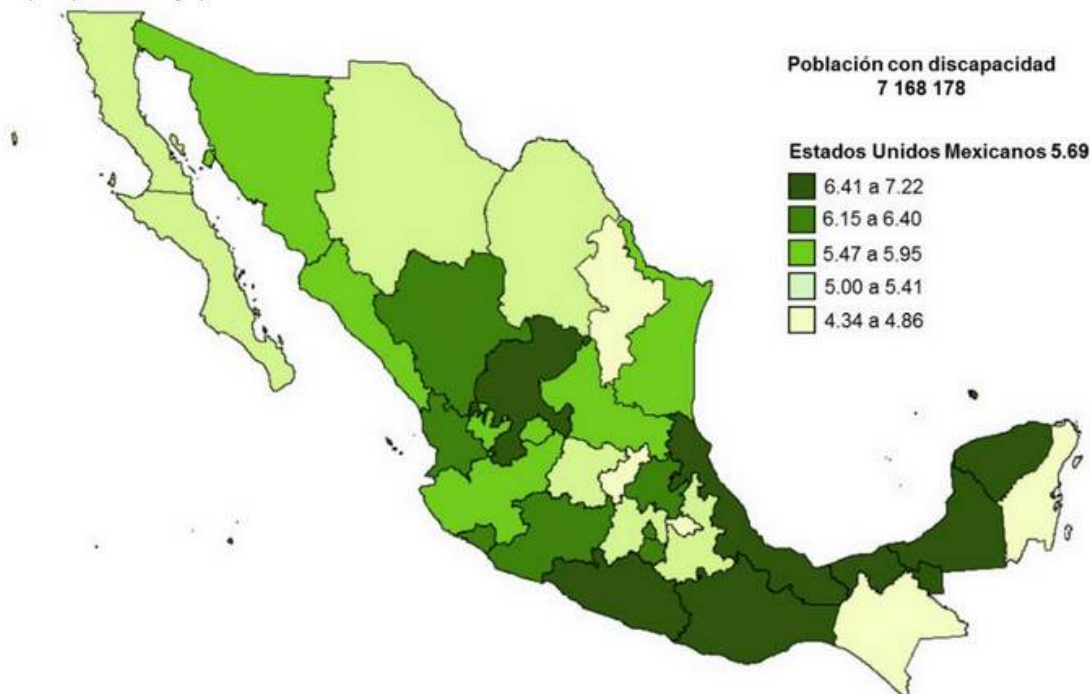 Población con discapacidad
7 168 178
Estados Unidos Mexicanos 5.69
6.41 a 7.22
6.15 a 6.40
5.47 a 5.95
5.00 a 5.41
4.34 a 4.86